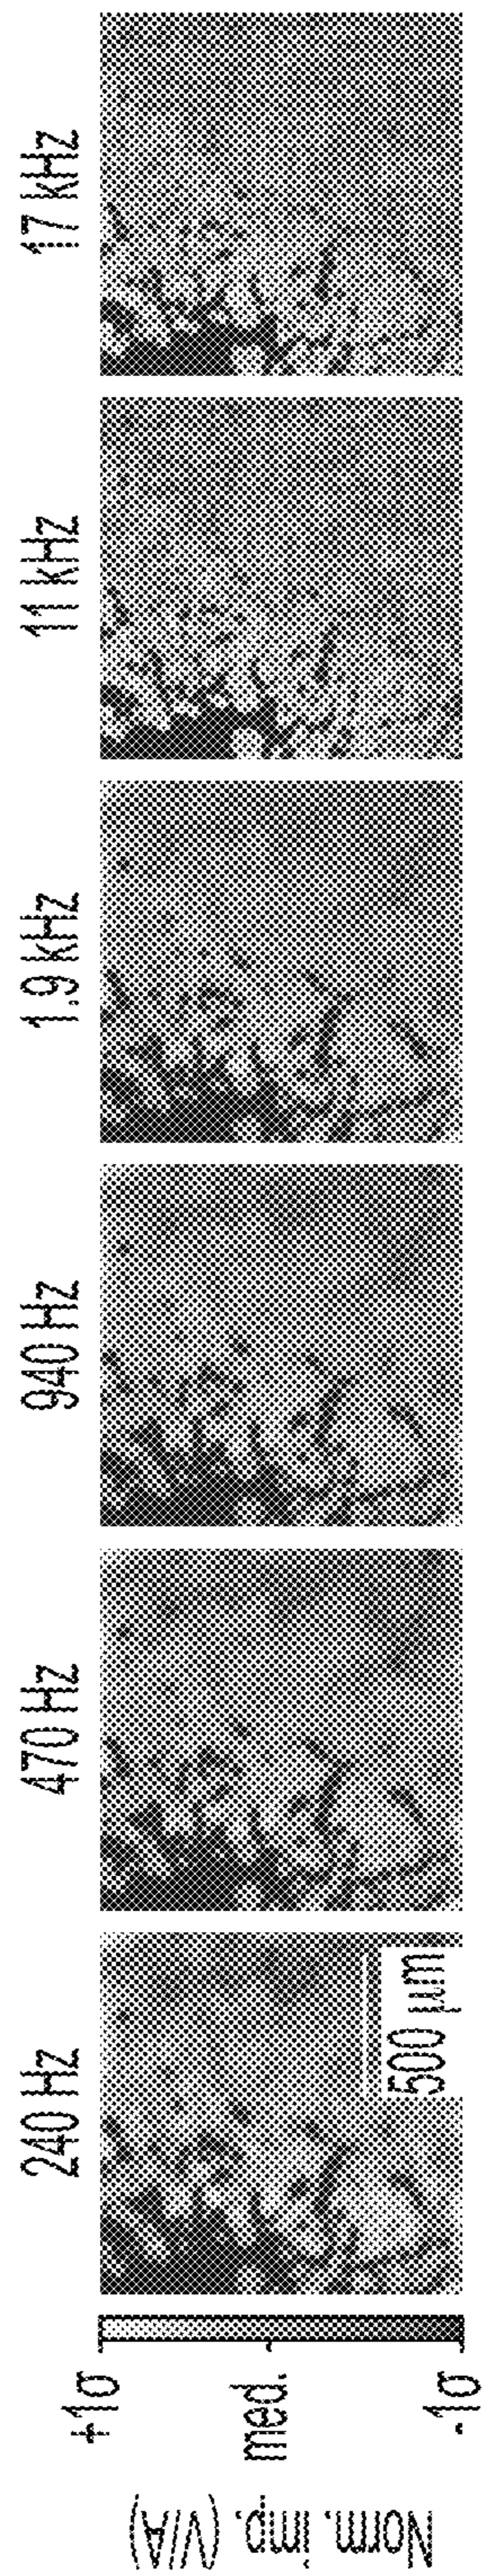 Norm. imp. (V/A)
+1σ
med.
-1σ
240 Hz
500 μm
470 Hz
940 Hz
1.9 kHz
11 kHz
17 kHz